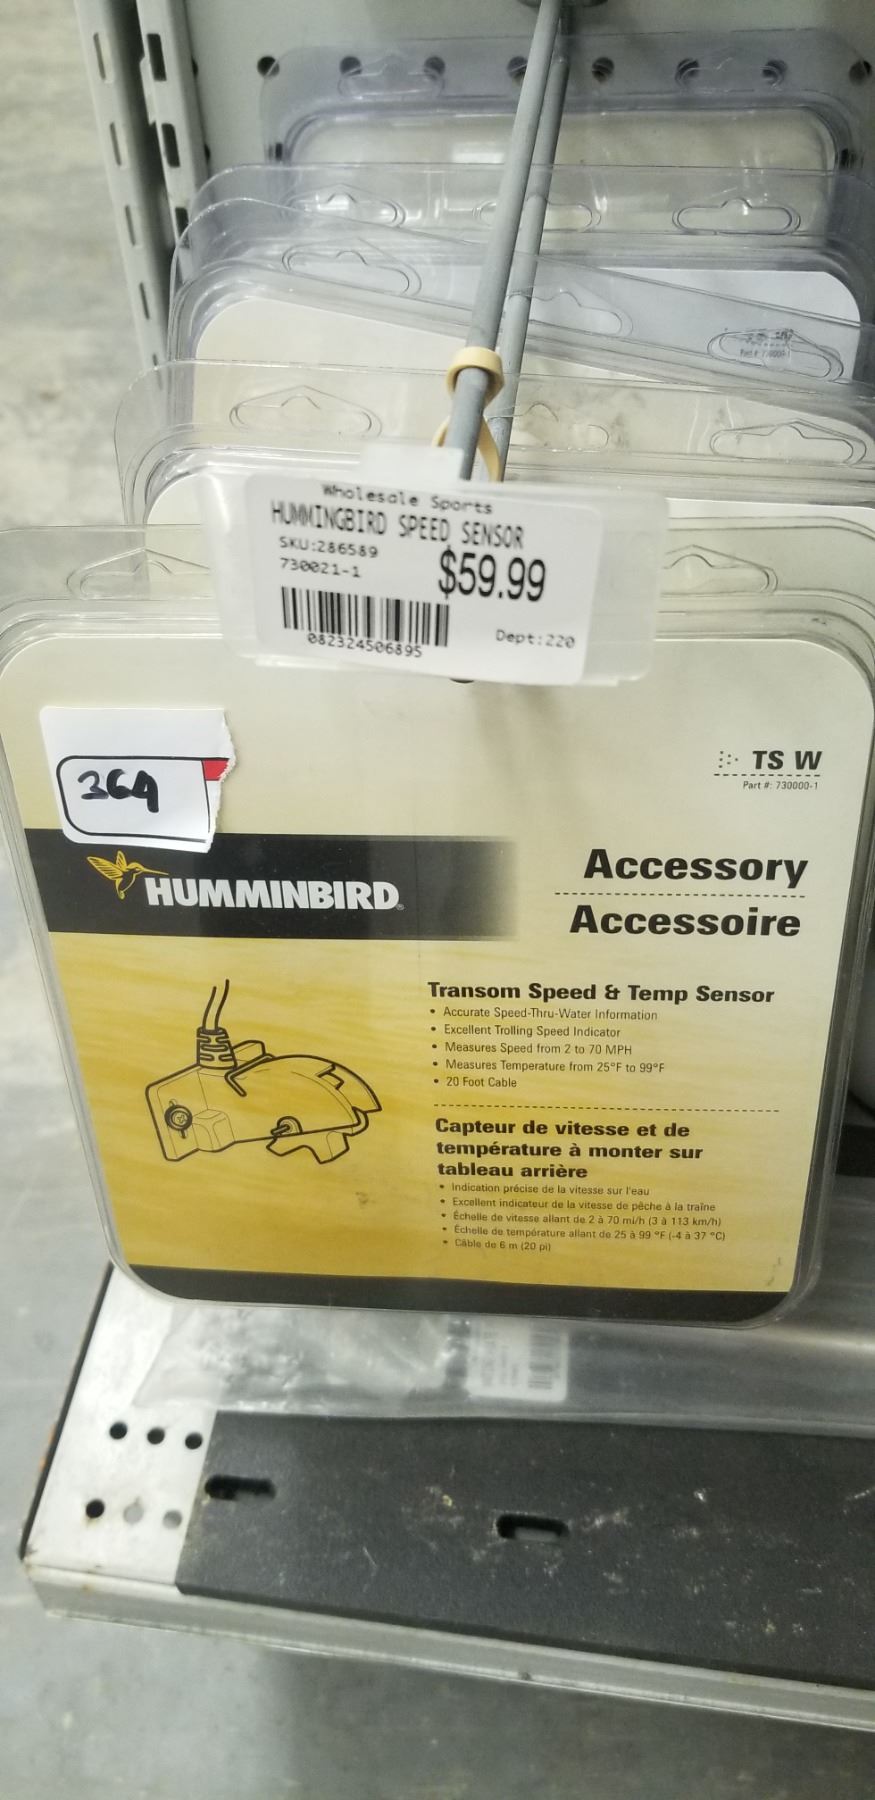 Part #: 730000-1
Wholesale Sports
HUMMINGBIRD SPEED SENSOR
SKU:286589
730021-1
$59.99
082324506895
Dept:220
364
TS W
Part #: 730000-1
HUMMINBIRD®
Accessory
Accessoire
Transom Speed & Temp Sensor
• Accurate Speed-Thru-Water Information
• Excellent Trolling Speed Indicator
• Measures Speed from 2 to 70 MPH
• Measures Temperature from 25°F to 99°F
• 20 Foot Cable
Capteur de vitesse et de
température à monter sur
tableau arrière
• Indication précise de la vitesse sur l'eau
• Excellent indicateur de la vitesse de pêche à la traîne
• Échelle de vitesse allant de 2 à 70 mi/h (3 à 113 km/h)
• Échelle de température allant de 25 à 99 °F (-4 à 37 °C)
• Câble de 6 m (20 pi)